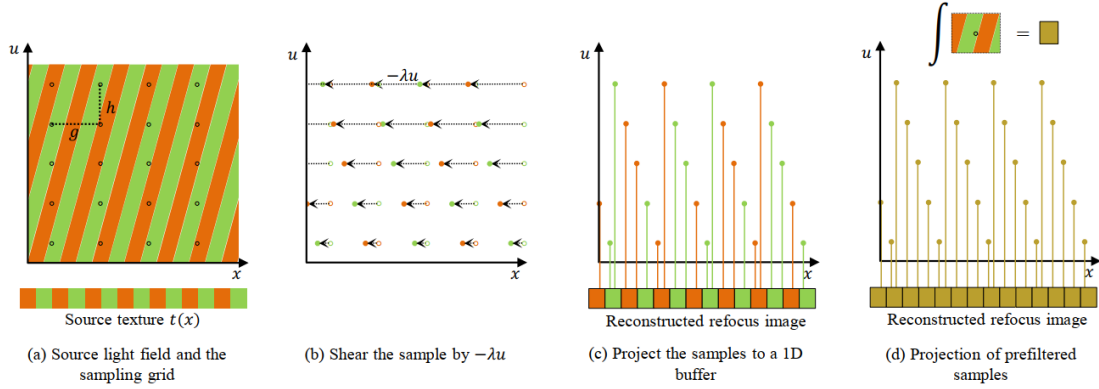 u
h
g
x
Source texture t(x)
(a) Source light field and the
sampling grid
u
−λu
x
(b) Shear the sample by −λu
u
x
Reconstructed refocus image
(c) Project the samples to a 1D
buffer
∫ =
u
x
Reconstructed refocus image
(d) Projection of prefiltered
samples